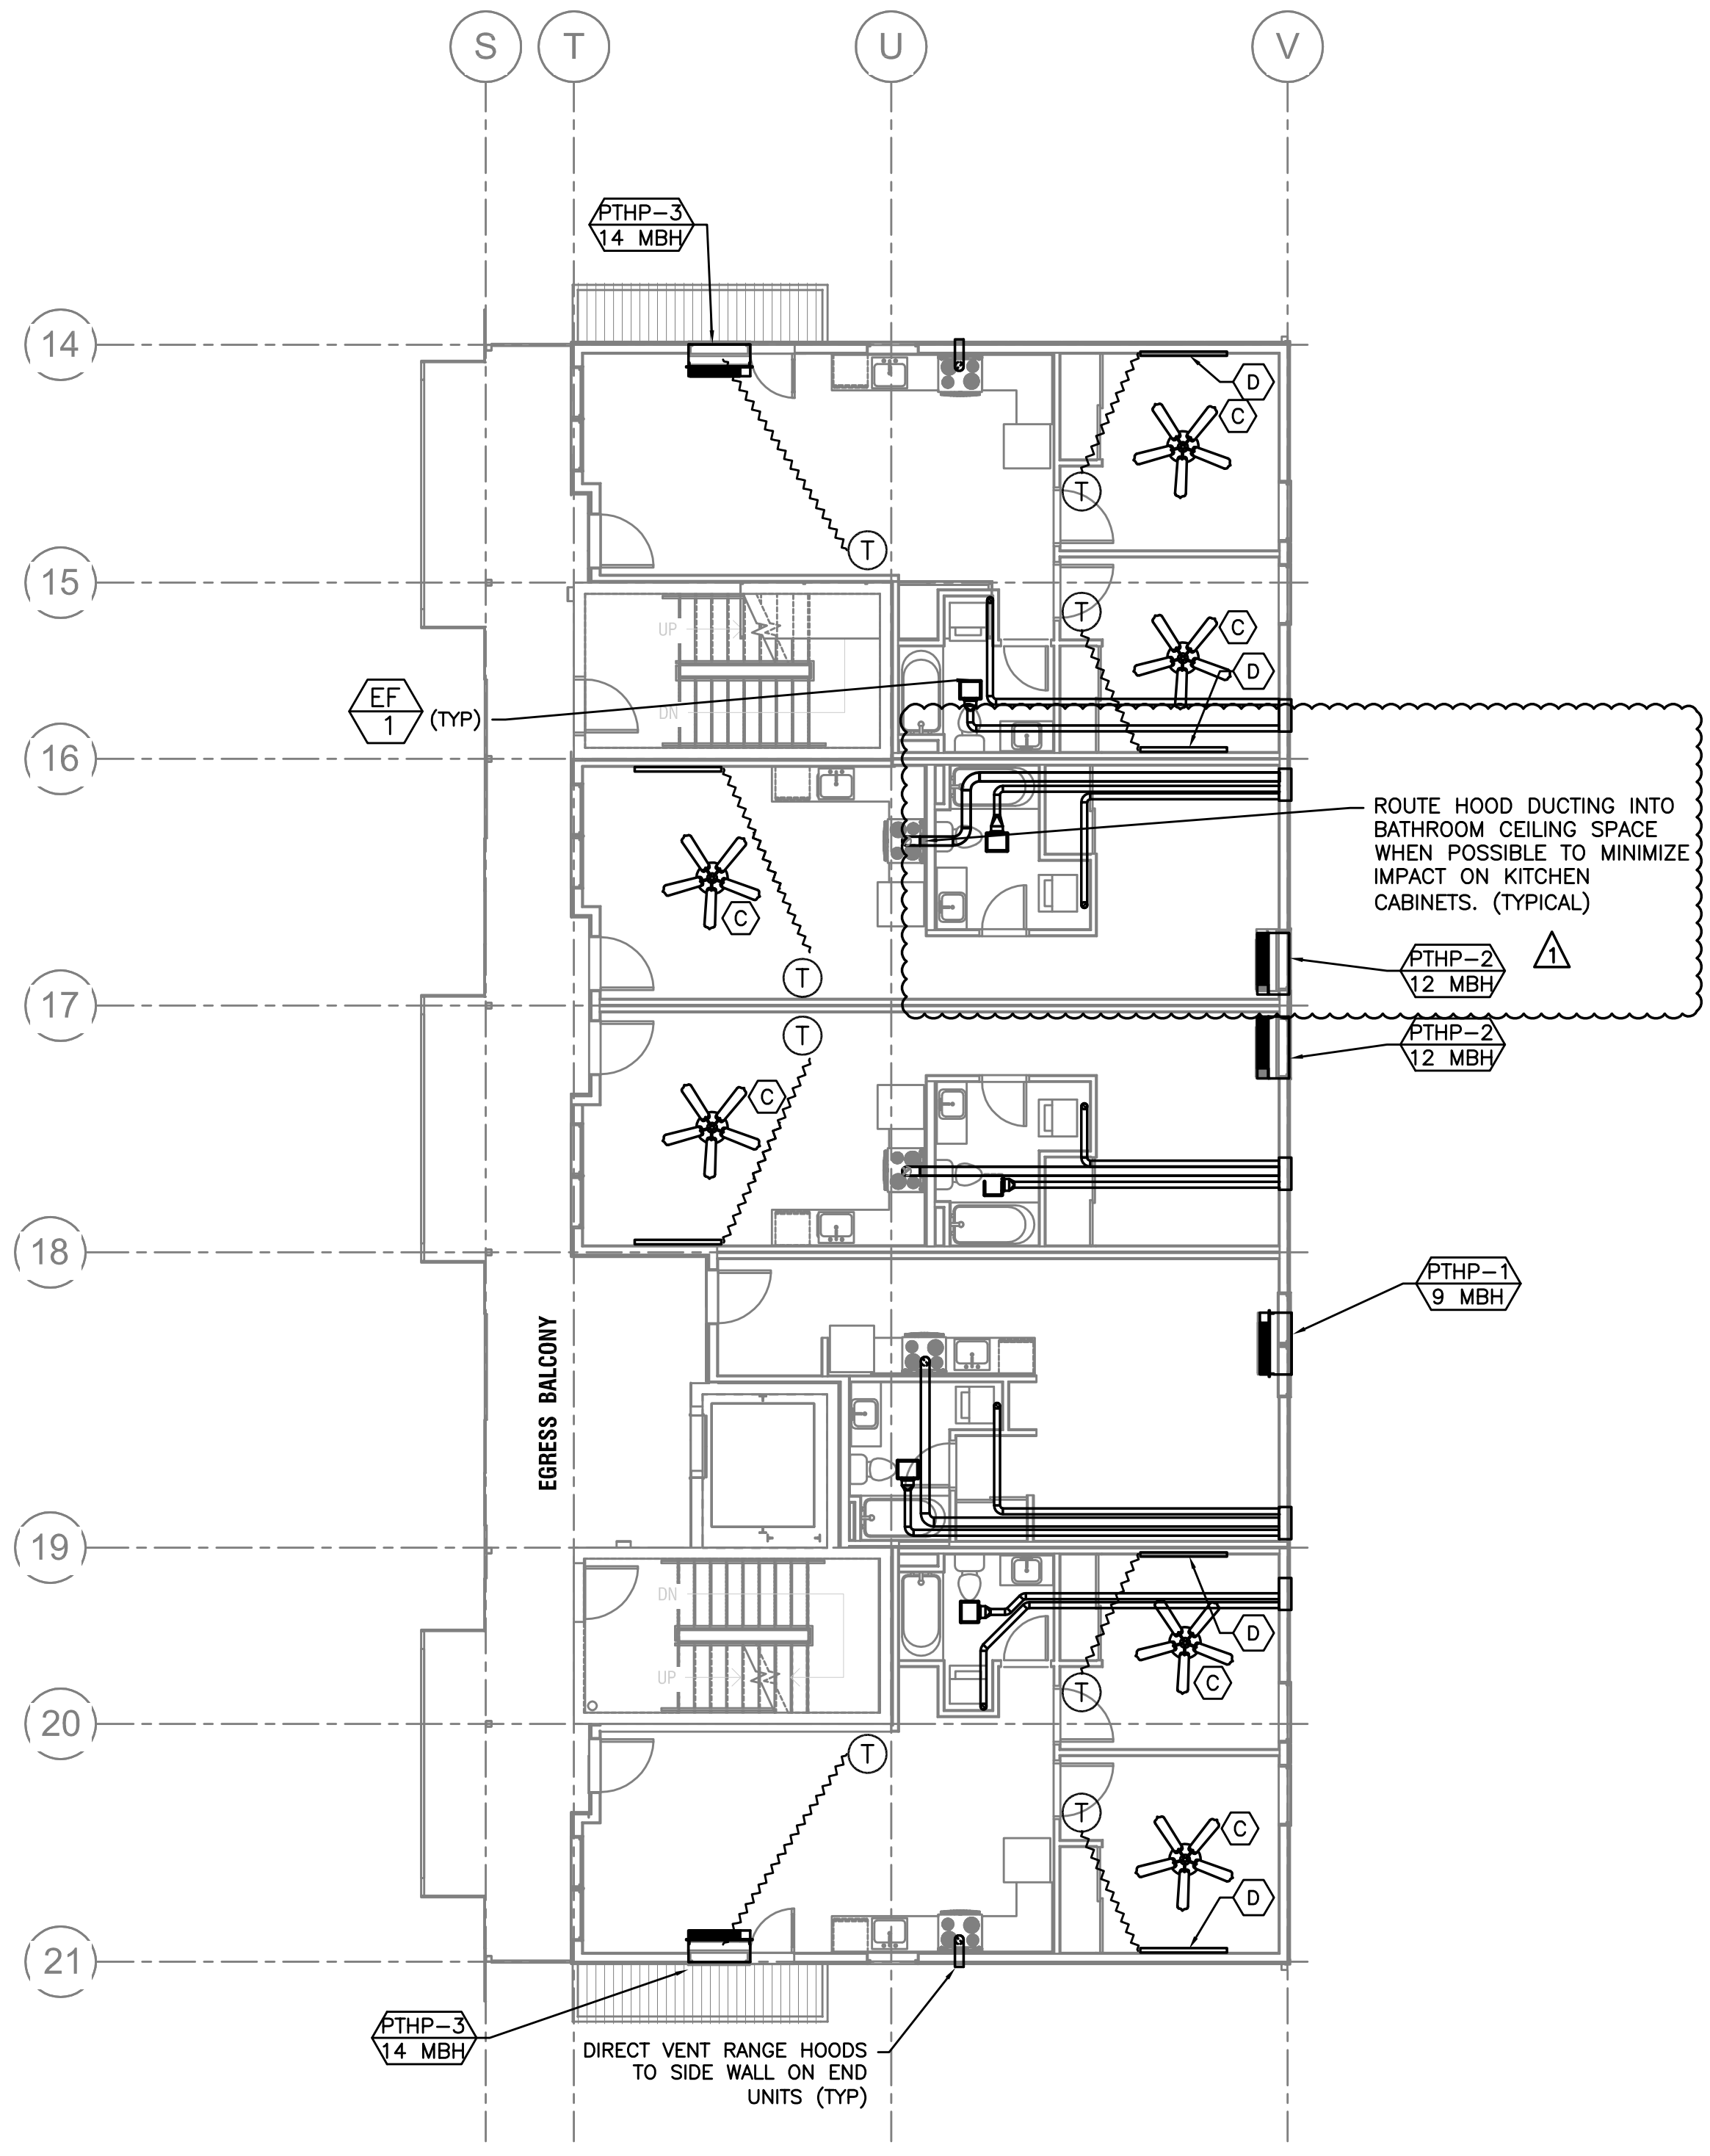 S
T
U
V
PTHP-3
14 MBH
14
D
C
T
T
15
T
C
UP
D
EF
1
(TYP)
DN
16
ROUTE HOOD DUCTING INTO
BATHROOM CEILING SPACE
WHEN POSSIBLE TO MINIMIZE
IMPACT ON KITCHEN
CABINETS. (TYPICAL)
C
1
PTHP-2
12 MBH
T
17
T
PTHP-2
12 MBH
C
18
PTHP-1
9 MBH
EGRESS BALCONY
19
DN
D
UP
C
T
20
T
T
C
D
21
PTHP-3
14 MBH
DIRECT VENT RANGE HOODS
TO SIDE WALL ON END
UNITS (TYP)